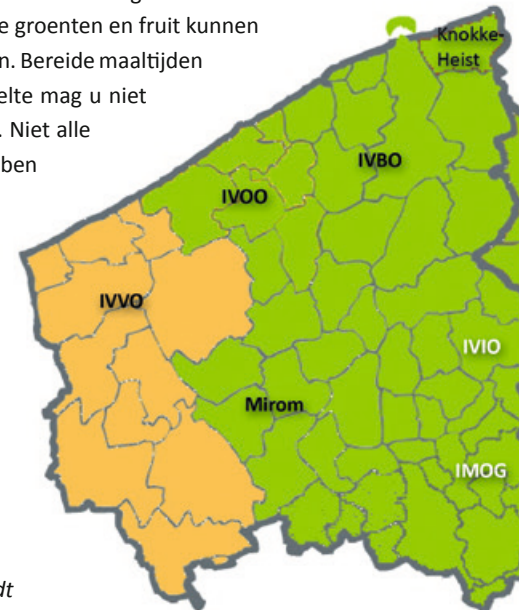 e groenten en fruit kunnen
n. Bereide maaltijden
elte mag u niet
. Niet alle
ben
Knokke-
Heist
IVBO
IVOO
IVVO
IVIO
Mirom
IMOG
dt